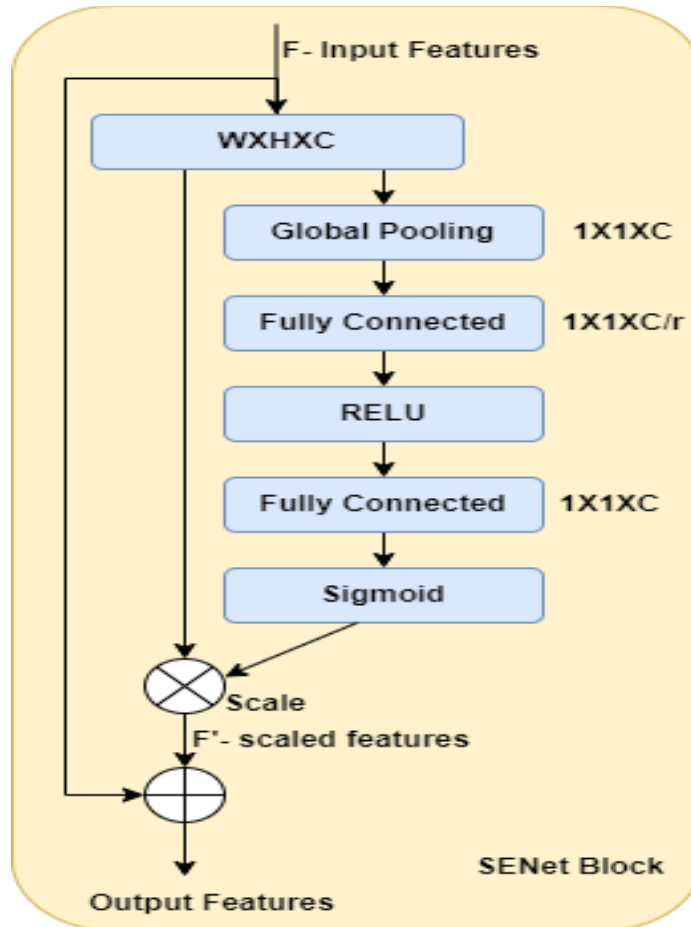 F- Input Features
WXHXC
Global Pooling 1X1XC
Fully Connected 1X1XC/r
RELU
Fully Connected 1X1XC
Sigmoid
Scale
F'- scaled features
SENet Block
Output Features